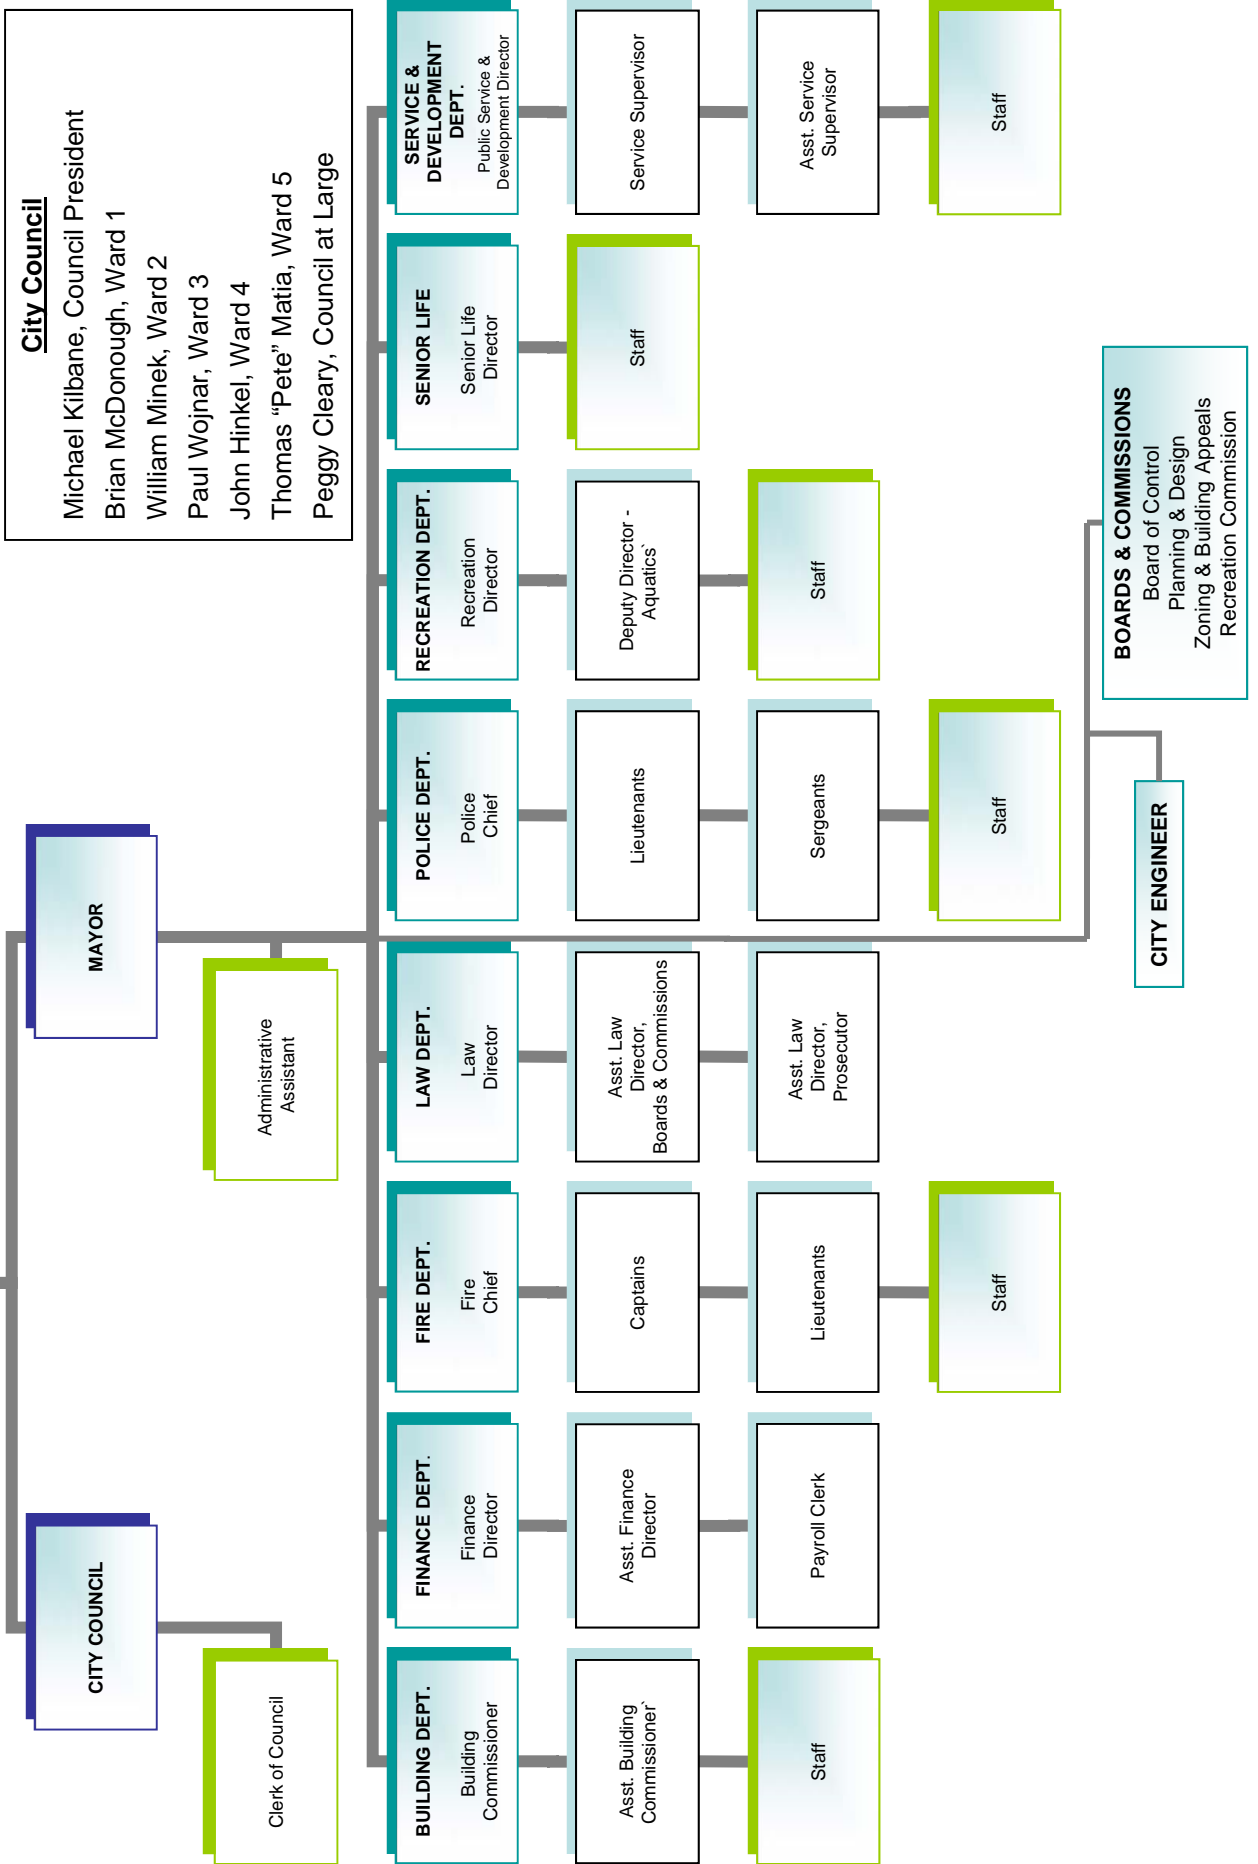 City Council
Michael Kilbane, Council President
Brian McDonough, Ward 1
William Minek, Ward 2
Paul Wojnar, Ward 3
John Hinkel, Ward 4
Thomas “Pete” Matia, Ward 5
Peggy Cleary, Council at Large
CITY COUNCIL
MAYOR
Clerk of Council
Administrative
Assistant
BUILDING DEPT.
Building
Commissioner
Asst. Building
Commissioner`
Staff
FINANCE DEPT.
Finance
Director
Asst. Finance
Director
Payroll Clerk
FIRE DEPT.
Fire
Chief
Captains
Lieutenants
Staff
LAW DEPT.
Law
Director
Asst. Law
Director,
Boards & Commissions
Asst. Law
Director,
Prosecutor
POLICE DEPT.
Police
Chief
Lieutenants
Sergeants
Staff
RECREATION DEPT.
Recreation
Director
Deputy Director -
Aquatics`
Staff
SENIOR LIFE
Senior Life
Director
Staff
SERVICE &
DEVELOPMENT
DEPT.
Public Service &
Development Director
Service Supervisor
Asst. Service
Supervisor
Staff
CITY ENGINEER
BOARDS & COMMISSIONS
Board of Control
Planning & Design
Zoning & Building Appeals
Recreation Commission